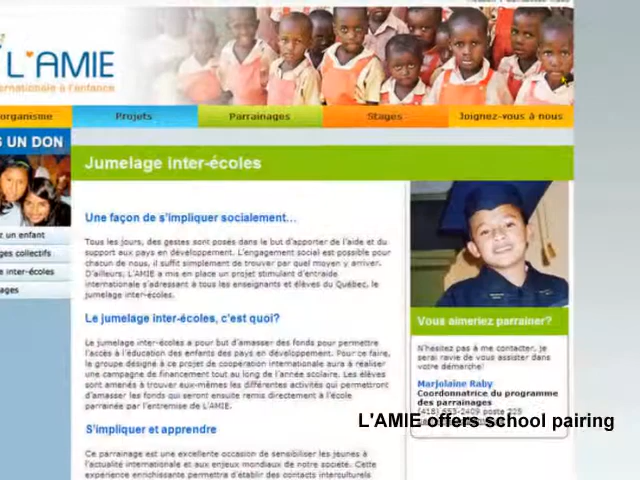 L'AMIE
ernationale à l'enfance
organisme
Projets
Parrainages
Stages
Joignez-vous à nous
S UN DON
z un enfant
ges collectifs
e inter-écoles
ages
Jumelage inter-écoles
Une façon de s'impliquer socialement...
Tous les jours, des gestes sont posés dans le but d'apporter de l'aide et du
support aux pays en développement. L'engagement social est possible pour
chacun de nous, il suffit simplement de trouver par quel moyen y arriver.
D'ailleurs, L'AMIE a mis en place un projet stimulant d'entraide
internationale s'adressant à tous les enseignants et élèves du Québec, le
jumelage inter-écoles.
Le jumelage inter-écoles, c'est quoi?
Le jumelage inter-écoles a pour but d'amasser des fonds pour permettre
l'accès à l'éducation des enfants des pays en développement. Pour ce faire,
le groupe désigné à ce projet de coopération internationale aura à réaliser
une campagne de financement tout au long de l'année scolaire. Les élèves
sont amenés à trouver eux-mêmes les différentes activités qui permettront
d'amasser les fonds qui seront ensuite remis directement à l'école
parrainée par l'entremise de L'AMIE.
S'impliquer et apprendre
Ce parrainage est une excellente occasion de sensibiliser les jeunes à
l'actualité internationale et aux enjeux mondiaux de notre société. Cette
expérience enrichissante permettra d'établir des contacts interculturels
Vous aimeriez parrainer?
N'hésitez pas à me contacter, je
serai ravie de vous assister dans
votre démarche!
Marjolaine Raby
Coordonnatrice du programme
des parrainages
(418) 653-2409 poste 225
L'AMIE offers school pairing